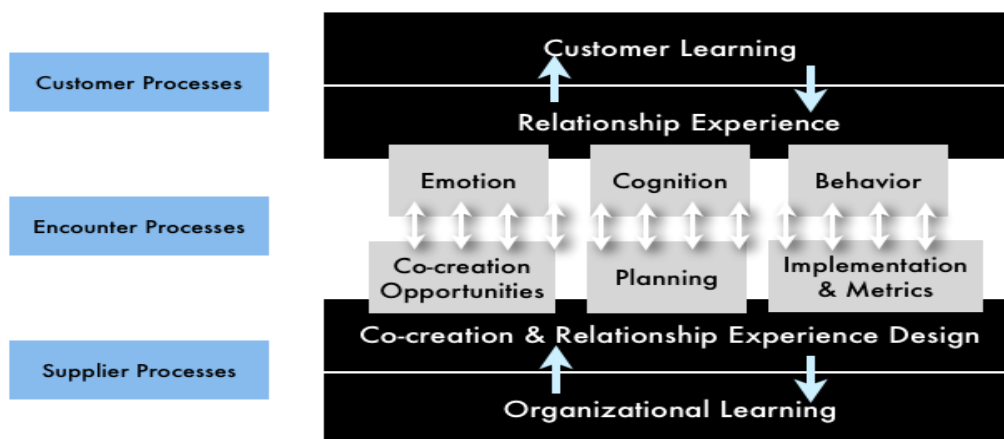 Customer Processes
Customer Learning
Relationship Experience
Encounter Processes
Emotion
Cognition
Behavior
Co-creation
Opportunities
Planning
Implementation
& Metrics
Supplier Processes
Co-creation & Relationship Experience Design
Organizational Learning